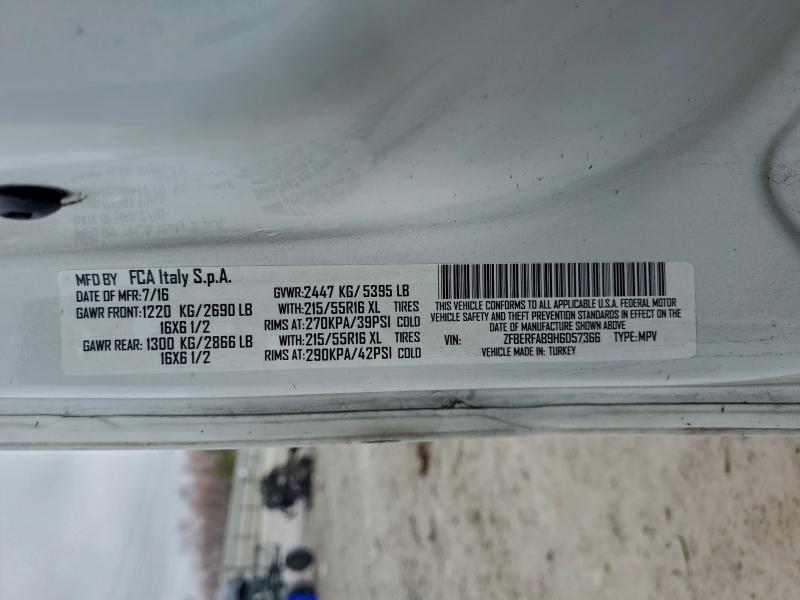 MFD BY FCA Italy S.p.A.
DATE OF MFR:7/16 GVWR:2447 KG/5395 LB
GAWR FRONT:1220 KG/2690 LB WITH:215/55R16 XL TIRES
16X6 1/2 RIMS AT:270KPA/39PSI COLD
GAWR REAR:1300 KG/2866 LB WITH:215/55R16 XL TIRES
16X6 1/2 RIMS AT:290KPA/42PSI COLD
THIS VEHICLE CONFORMS TO ALL APPLICABLE U.S.A. FEDERAL MOTOR
VEHICLE SAFETY AND THEFT PREVENTION STANDARDS IN EFFECT ON THE
DATE OF MANUFACTURE SHOWN ABOVE
VIN: ZFBERFAB9H6D57366 TYPE:MPV
VEHICLE MADE IN: TURKEY